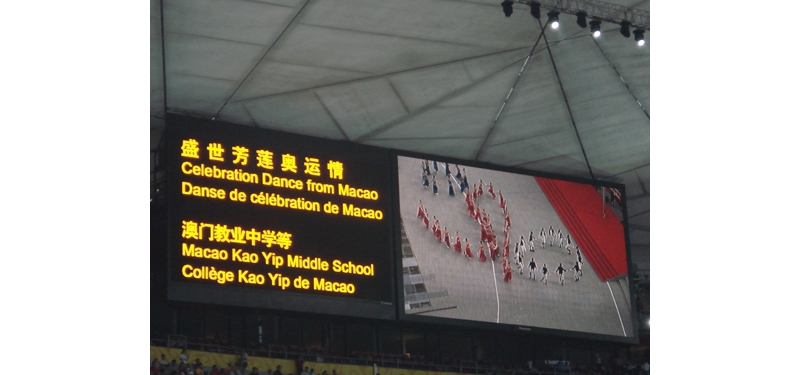 盛世芳莲奥运情
Celebration Dance from Macao
Danse de célébration de Macao
澳门教业中学等
Macao Kao Yip Middle School
Collège Kao Yip de Macao